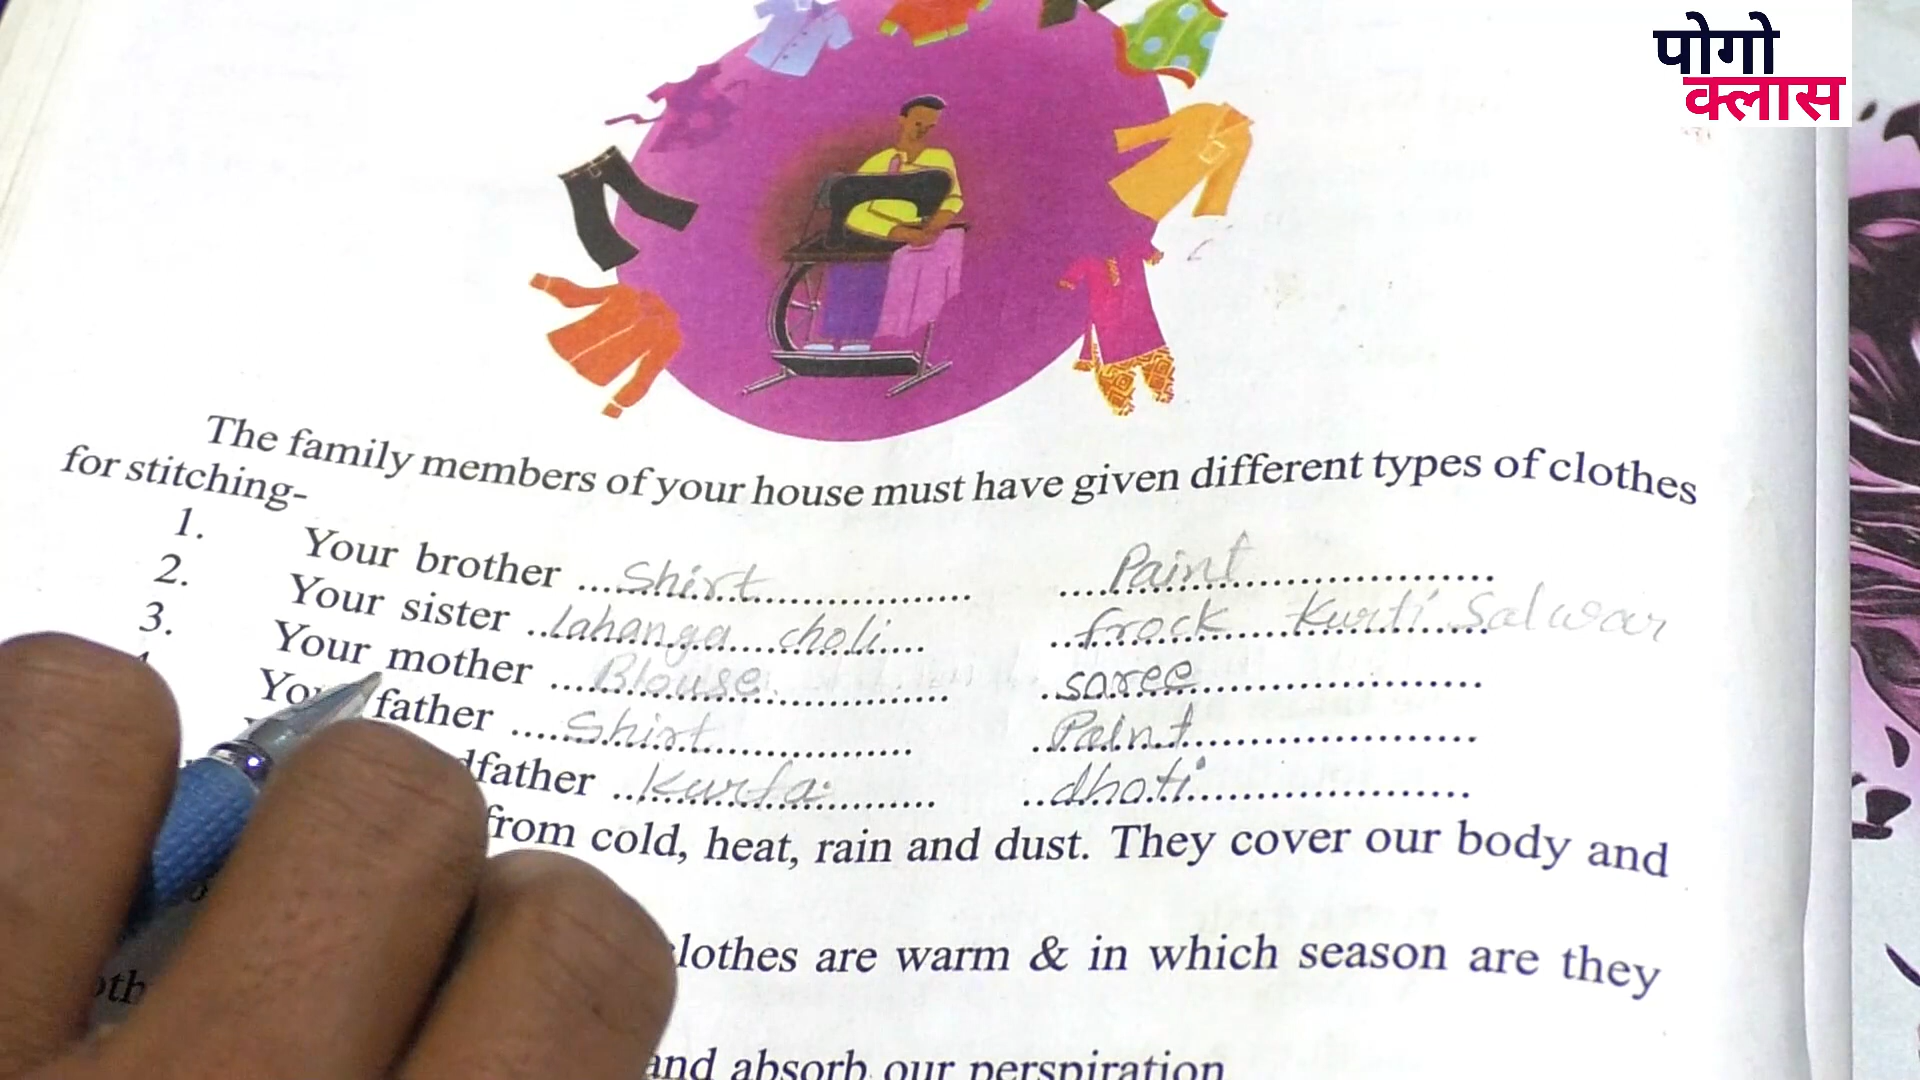 पोगो
क्लास
The family members of your house must have given different types of clothes
for stitching-
1. Your brother ...Shirt... ...Paint...
2. Your sister ...lahanga choli... ...frock Kurti Salwar
3. Your mother ...Blouse... ...saree...
father ...Shirt... ...Paint...
father ...Kurta... ...dhoti...
from cold, heat, rain and dust. They cover our body and
clothes are warm & in which season are they
and absorb our perspiration